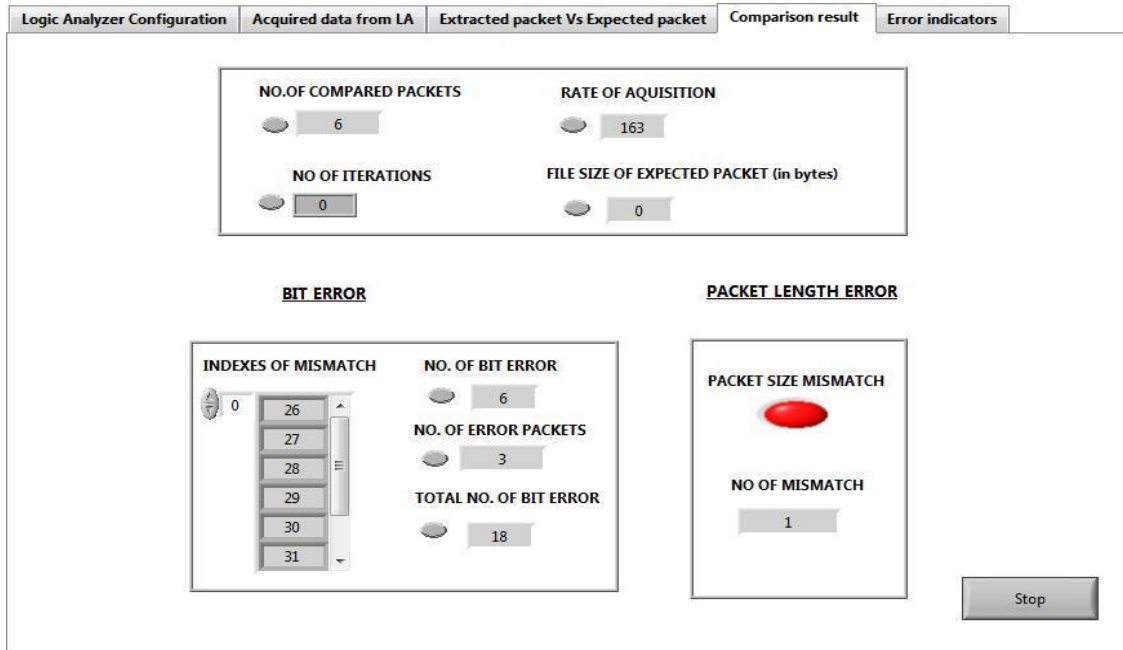 Logic Analyzer Configuration Acquired data from LA Extracted packet Vs Expected packet Comparison result Error indicators
NO.OF COMPARED PACKETS RATE OF AQUISITION
6 163
NO OF ITERATIONS FILE SIZE OF EXPECTED PACKET (in bytes)
0 0
BIT ERROR
INDEXES OF MISMATCH
0
26
27
28
29
30
31
NO. OF BIT ERROR
6
NO. OF ERROR PACKETS
3
TOTAL NO. OF BIT ERROR
18
PACKET LENGTH ERROR
PACKET SIZE MISMATCH
NO OF MISMATCH
1
Stop